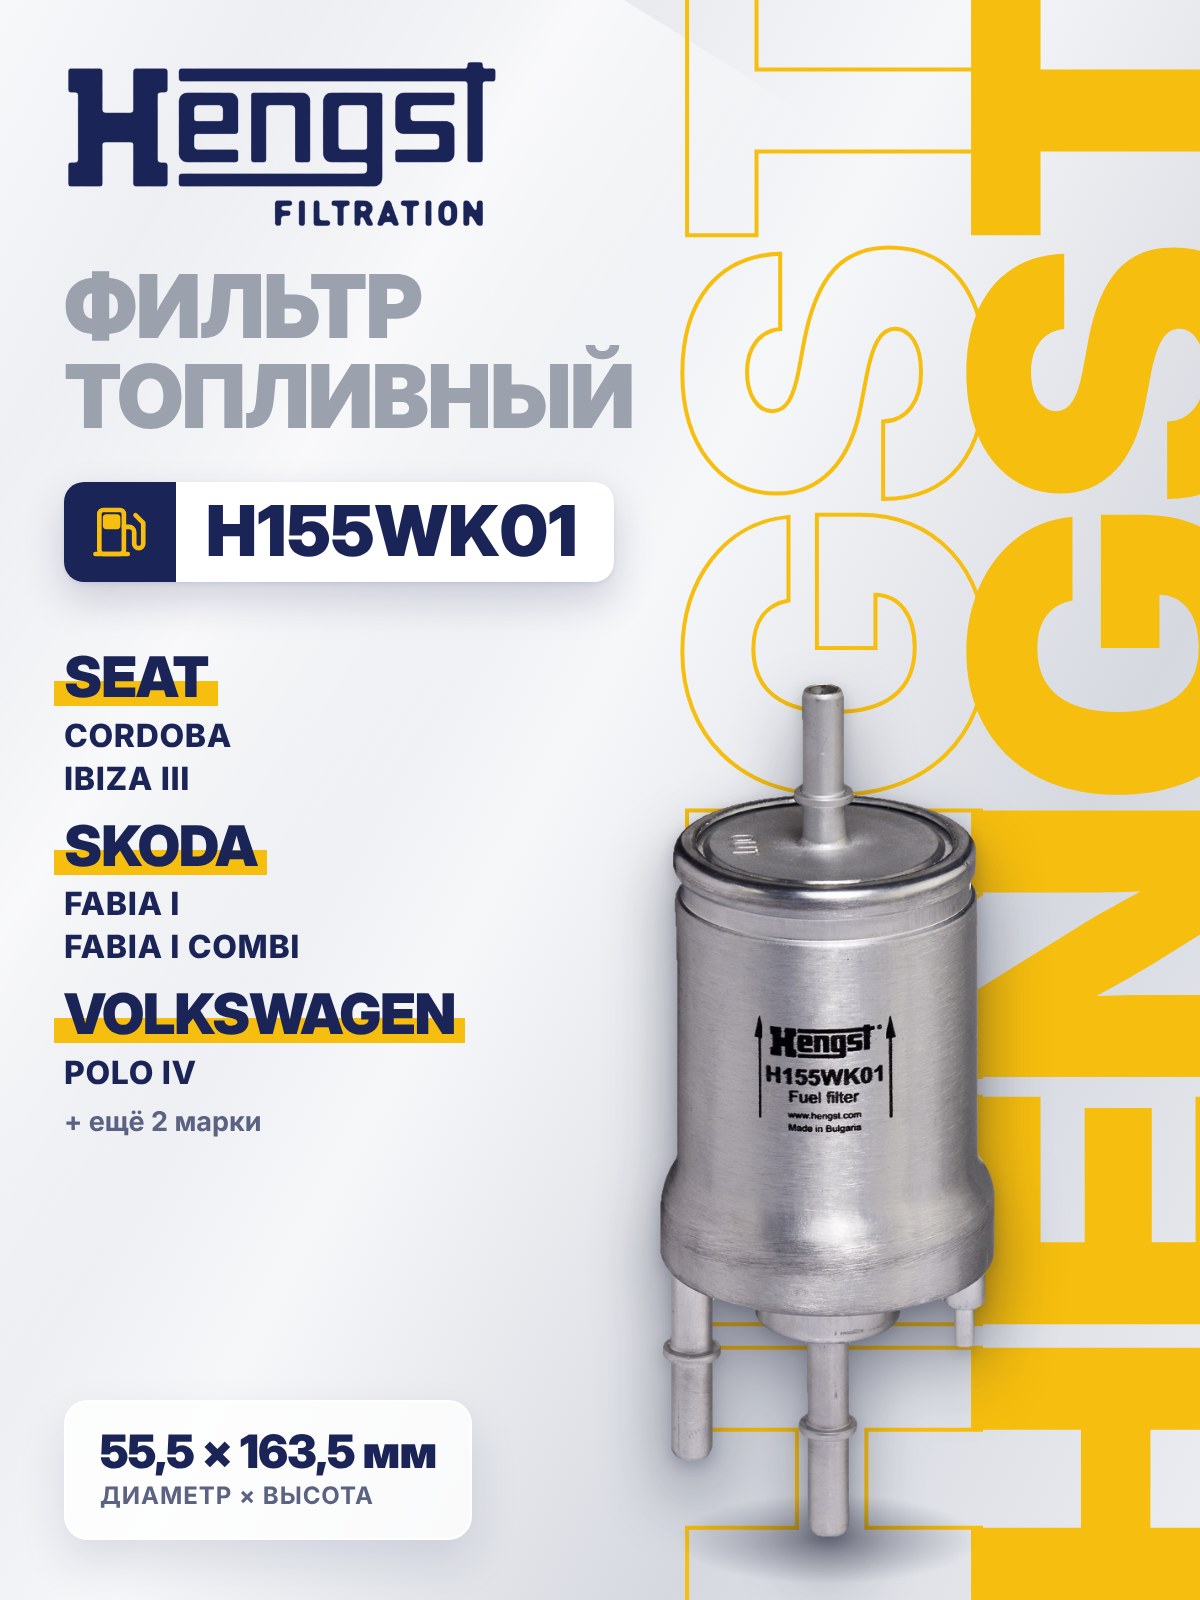 Hengst
FILTRATION
ФИЛЬТР
ТОПЛИВНЫЙ
H155WK01
SEAT
CORDOBA
IBIZA III
SKODA
FABIA I
FABIA I COMBI
VOLKSWAGEN
POLO IV
+ ещё 2 марки
55,5 × 163,5 мм
ДИАМЕТР × ВЫСОТА
HENGST
HENGST
Hengst
H155WK01
Fuel filter
www.hengst.com
Made in Bulgaria